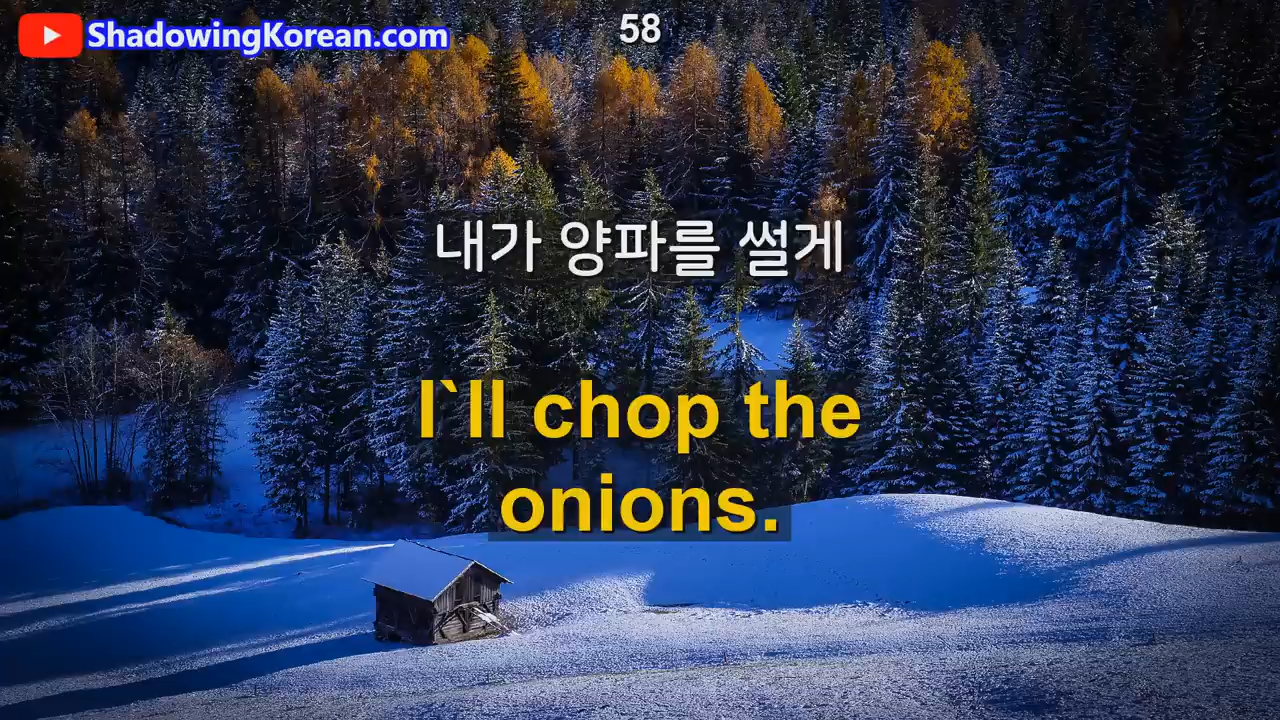 ShadowingKorean.com
58
내가 양파를 썰게
I`ll chop the
onions.